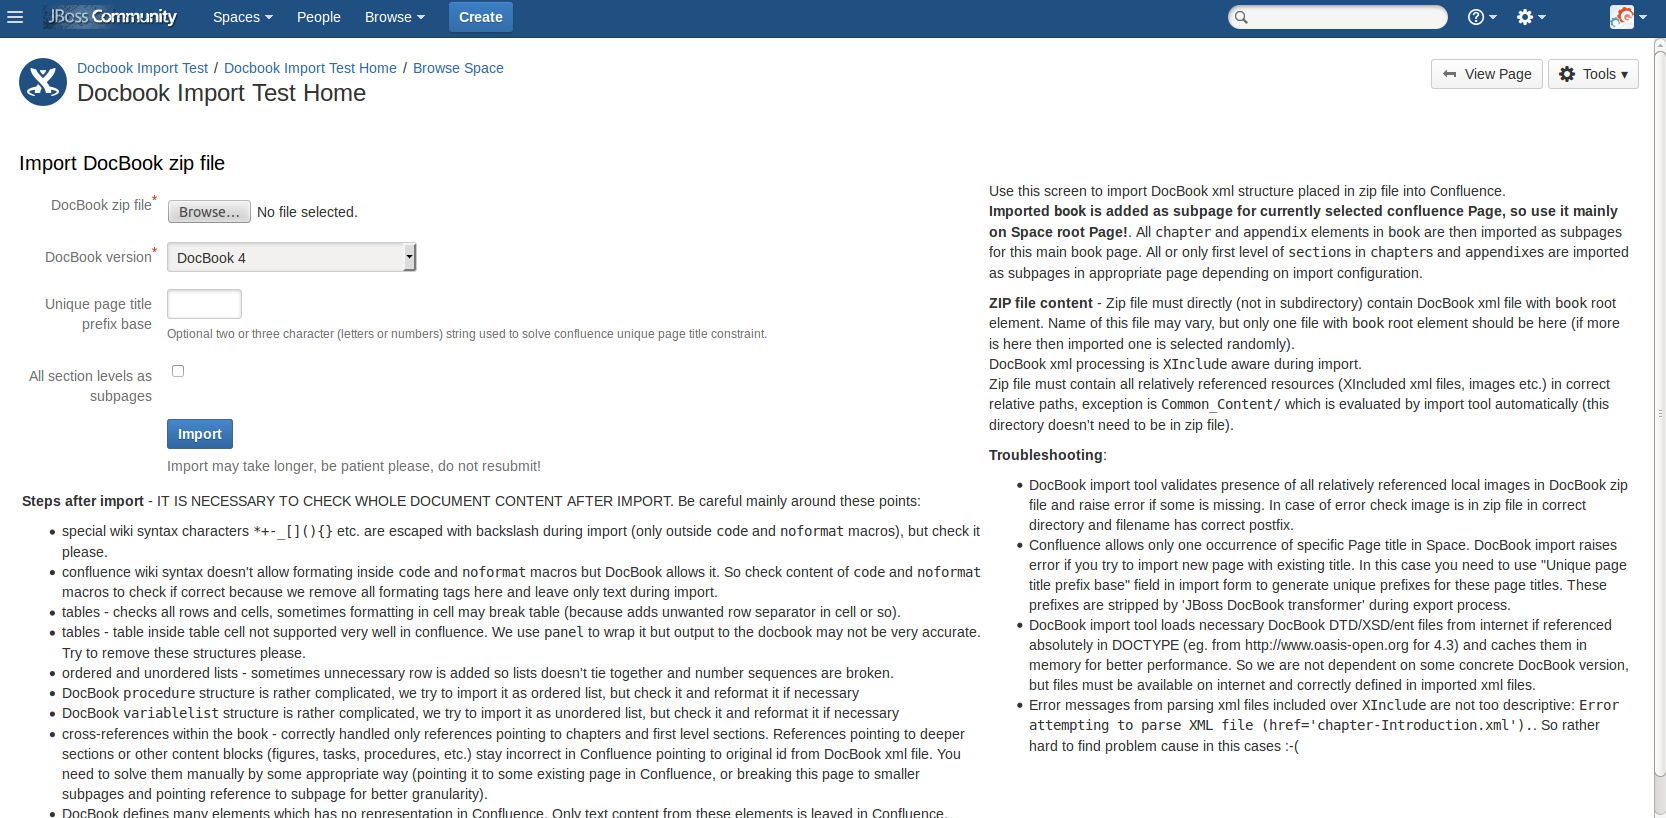 JBoss Community
Spaces
People
Browse
Create
Docbook Import Test / Docbook Import Test Home / Browse Space
Docbook Import Test Home
View Page
Tools
Import DocBook zip file
DocBook zip file*
Browse...
No file selected.
DocBook version*
DocBook 4
Unique page title
prefix base
Optional two or three character (letters or numbers) string used to solve confluence unique page title constraint.
All section levels as
subpages
Import
Import may take longer, be patient please, do not resubmit!
Steps after import - IT IS NECESSARY TO CHECK WHOLE DOCUMENT CONTENT AFTER IMPORT. Be careful mainly around these points:
• special wiki syntax characters *+-_[](){} etc. are escaped with backslash during import (only outside code and noformat macros), but check it
please.
• confluence wiki syntax doesn't allow formating inside code and noformat macros but DocBook allows it. So check content of code and noformat
macros to check if correct because we remove all formating tags here and leave only text during import.
• tables - checks all rows and cells, sometimes formatting in cell may break table (because adds unwanted row separator in cell or so).
• tables - table inside table cell not supported very well in confluence. We use panel to wrap it but output to the docbook may not be very accurate.
Try to remove these structures please.
• ordered and unordered lists - sometimes unnecessary row is added so lists doesn't tie together and number sequences are broken.
• DocBook procedure structure is rather complicated, we try to import it as ordered list, but check it and reformat it if necessary
• DocBook variablelist structure is rather complicated, we try to import it as unordered list, but check it and reformat it if necessary
• cross-references within the book - correctly handled only references pointing to chapters and first level sections. References pointing to deeper
sections or other content blocks (figures, tasks, procedures, etc.) stay incorrect in Confluence pointing to original id from DocBook xml file. You
need to solve them manually by some appropriate way (pointing it to some existing page in Confluence, or breaking this page to smaller
subpages and pointing reference to subpage for better granularity).
• DocBook defines many elements which has no representation in Confluence. Only text content from these elements is leaved in Confluence.
Use this screen to import DocBook xml structure placed in zip file into Confluence.
Imported book is added as subpage for currently selected confluence Page, so use it mainly
on Space root Page!. All chapter and appendix elements in book are then imported as subpages
for this main book page. All or only first level of sections in chapters and appendixes are imported
as subpages in appropriate page depending on import configuration.
ZIP file content - Zip file must directly (not in subdirectory) contain DocBook xml file with book root
element. Name of this file may vary, but only one file with book root element should be here (if more
is here then imported one is selected randomly).
DocBook xml processing is XInclude aware during import.
Zip file must contain all relatively referenced resources (XIncluded xml files, images etc.) in correct
relative paths, exception is Common_Content/ which is evaluated by import tool automatically (this
directory doesn't need to be in zip file).
Troubleshooting:
• DocBook import tool validates presence of all relatively referenced local images in DocBook zip
file and raise error if some is missing. In case of error check image is in zip file in correct
directory and filename has correct postfix.
• Confluence allows only one occurrence of specific Page title in Space. DocBook import raises
error if you try to import new page with existing title. In this case you need to use "Unique page
title prefix base" field in import form to generate unique prefixes for these page titles. These
prefixes are stripped by 'JBoss DocBook transformer' during export process.
• DocBook import tool loads necessary DocBook DTD/XSD/ent files from internet if referenced
absolutely in DOCTYPE (eg. from http://www.oasis-open.org for 4.3) and caches them in
memory for better performance. So we are not dependent on some concrete DocBook version,
but files must be available on internet and correctly defined in imported xml files.
• Error messages from parsing xml files included over XInclude are not too descriptive: Error
attempting to parse XML file (href='chapter-Introduction.xml').. So rather
hard to find problem cause in this cases :-(